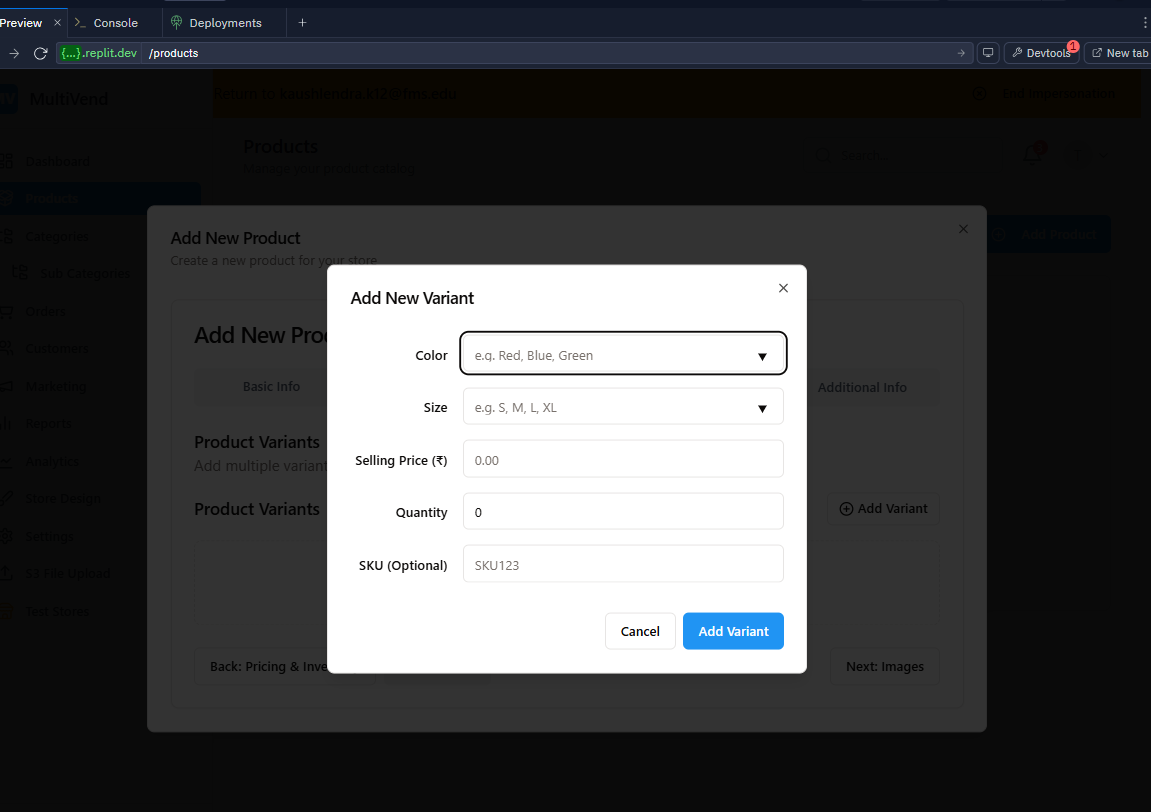 Preview
Console
Deployments
{...}.replit.dev /products
Devtools 1
New tab
MultiVend
Return to kaushlendra.k12@fms.edu
End Impersonation
Products
Manage your product catalog
Search...
Dashboard
Products
Categories
Sub Categories
Orders
Customers
Marketing
Reports
Analytics
Store Design
Settings
S3 File Upload
Test Stores
Add Product
Add New Product
Create a new product for your store
Add New Pro
Basic Info
Additional Info
Product Variants
Add multiple variant
Product Variants
Add Variant
Back: Pricing & Inve
Next: Images
Add New Variant
Color
e.g. Red, Blue, Green
Size
e.g. S, M, L, XL
Selling Price (₹)
0.00
Quantity
0
SKU (Optional)
SKU123
Cancel
Add Variant